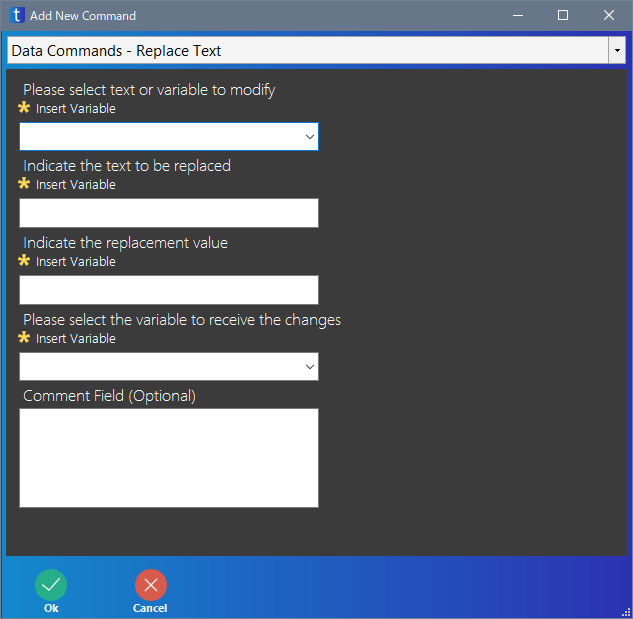 t Add New Command
Data Commands - Replace Text
Please select text or variable to modify
Insert Variable
Indicate the text to be replaced
Insert Variable
Indicate the replacement value
Insert Variable
Please select the variable to receive the changes
Insert Variable
Comment Field (Optional)
Ok Cancel